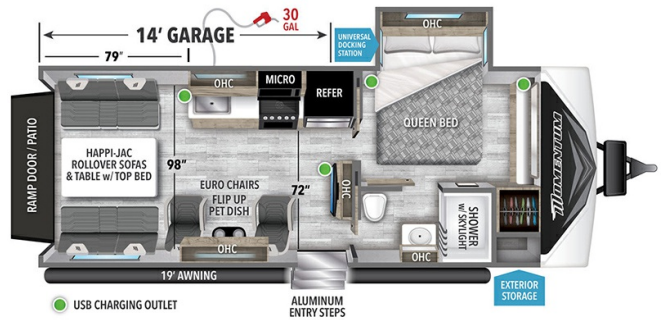 14' GARAGE
30
GAL
79"
UNIVERSAL
DOCKING
STATION
OHC
OHC
MICRO
REFER
QUEEN BED
RAMP DOOR / PATIO
HAPPI-JAC
ROLLOVER SOFAS
& TABLE w/ TOP BED
98"
EURO CHAIRS
FLIP UP
PET DISH
72"
OHC
OHC
OHC
SHOWER
w/ SKYLIGHT
MOMENTUM
19' AWNING
USB CHARGING OUTLET
ALUMINUM
ENTRY STEPS
EXTERIOR
STORAGE